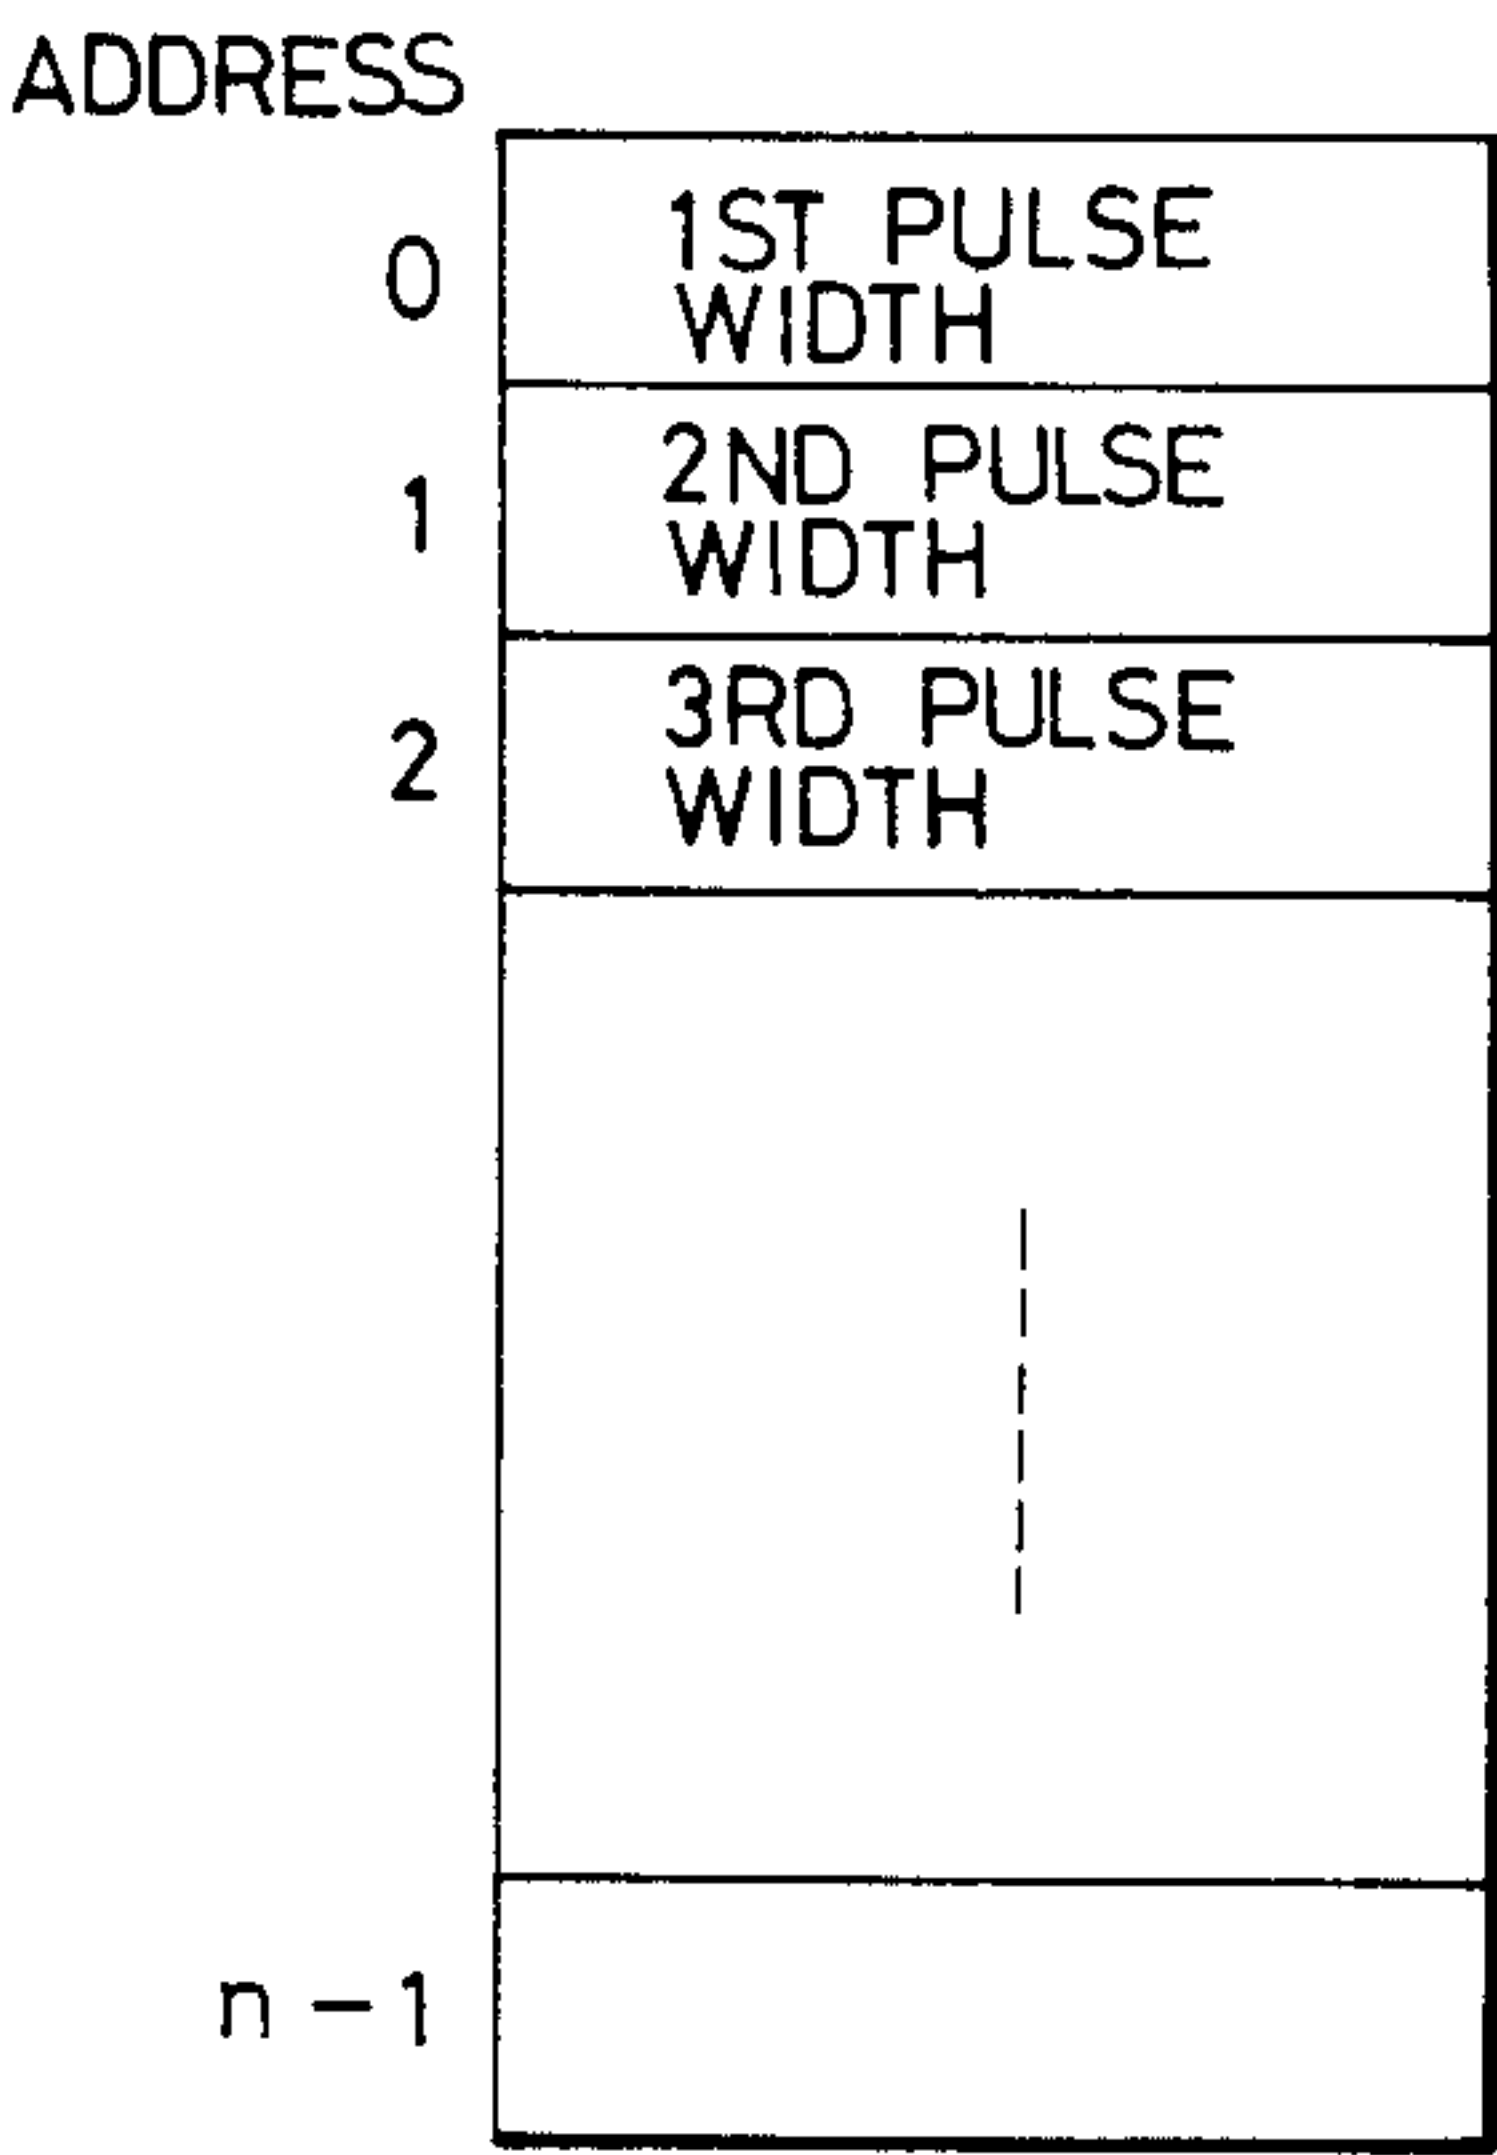 ADDRESS
0
1ST PULSE
WIDTH
1
2ND PULSE
WIDTH
2
3RD PULSE
WIDTH
n-1